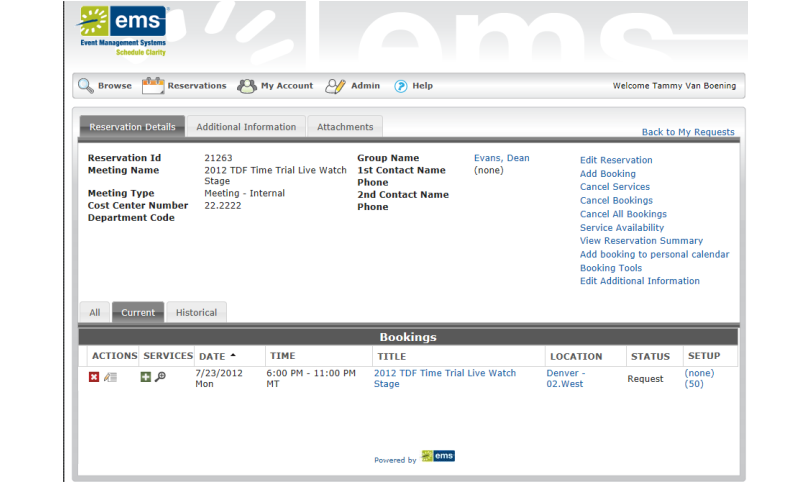 ems
ems
Event Management Systems
Schedule Clarity
Browse Reservations My Account Admin ? Help Welcome Tammy Van Boening
Reservation Details Additional Information Attachments
Back to My Requests
Reservation Id 21263 Group Name Evans, Dean Edit Reservation
Meeting Name 2012 TDF Time Trial Live Watch 1st Contact Name (none) Add Booking
Stage Phone Cancel Services
Meeting Type Meeting - Internal 2nd Contact Name Cancel Bookings
Cost Center Number 22.2222 Phone Cancel All Bookings
Department Code Service Availability
View Reservation Summary
Add booking to personal calendar
Booking Tools
Edit Additional Information
All Current Historical
Bookings
ACTIONS SERVICES DATE TIME TITLE LOCATION STATUS SETUP
7/23/2012 6:00 PM - 11:00 PM 2012 TDF Time Trial Live Watch Denver - Request (none)
Mon MT Stage 02.West (50)
Powered by ems